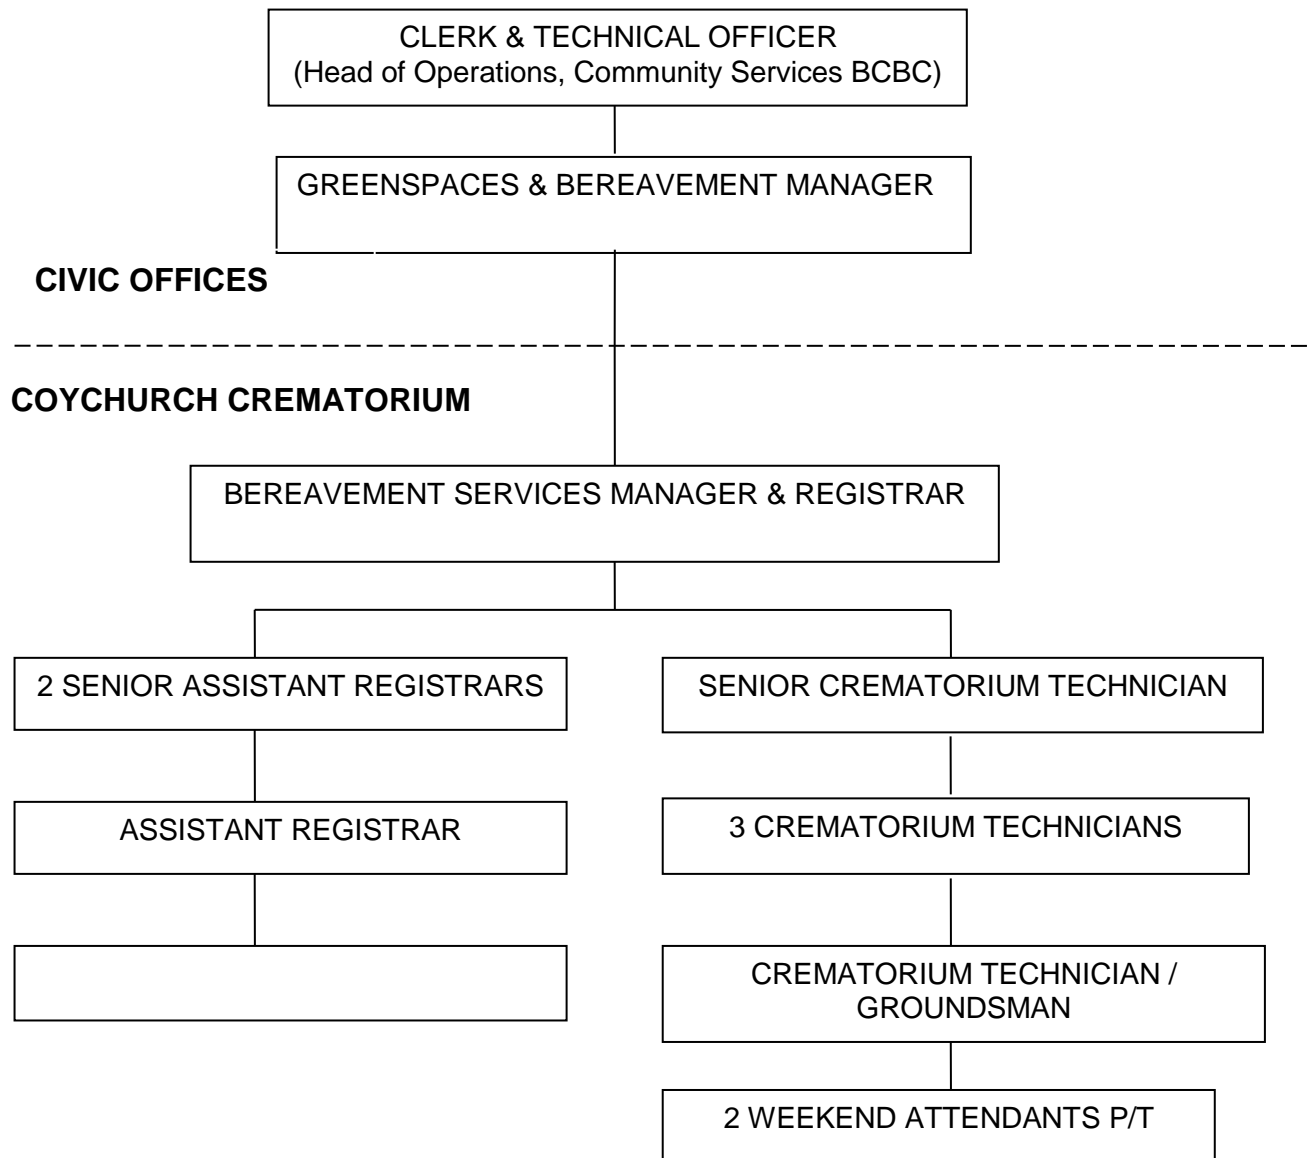 CLERK & TECHNICAL OFFICER
(Head of Operations, Community Services BCBC)
GREENSPACES & BEREAVEMENT MANAGER
CIVIC OFFICES
COYCHURCH CREMATORIUM
BEREAVEMENT SERVICES MANAGER & REGISTRAR
2 SENIOR ASSISTANT REGISTRARS
SENIOR CREMATORIUM TECHNICIAN
ASSISTANT REGISTRAR
3 CREMATORIUM TECHNICIANS
CREMATORIUM TECHNICIAN /
GROUNDSMAN
2 WEEKEND ATTENDANTS P/T